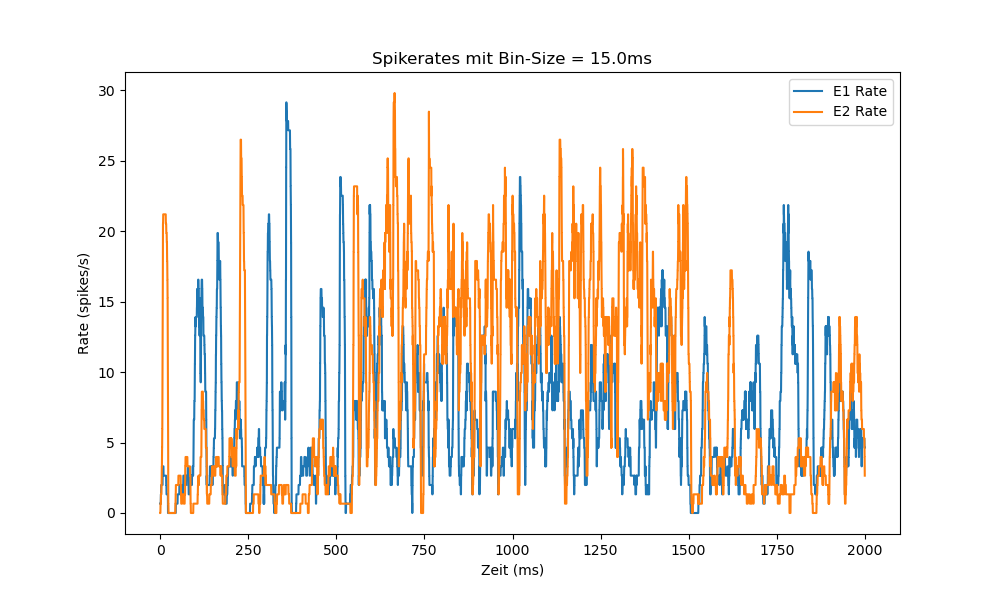 Spikerates mit Bin-Size = 15.0ms
E1 Rate
E2 Rate
30
25
20
15
10
5
0
Rate (spikes/s)
0 250 500 750 1000 1250 1500 1750 2000
Zeit (ms)